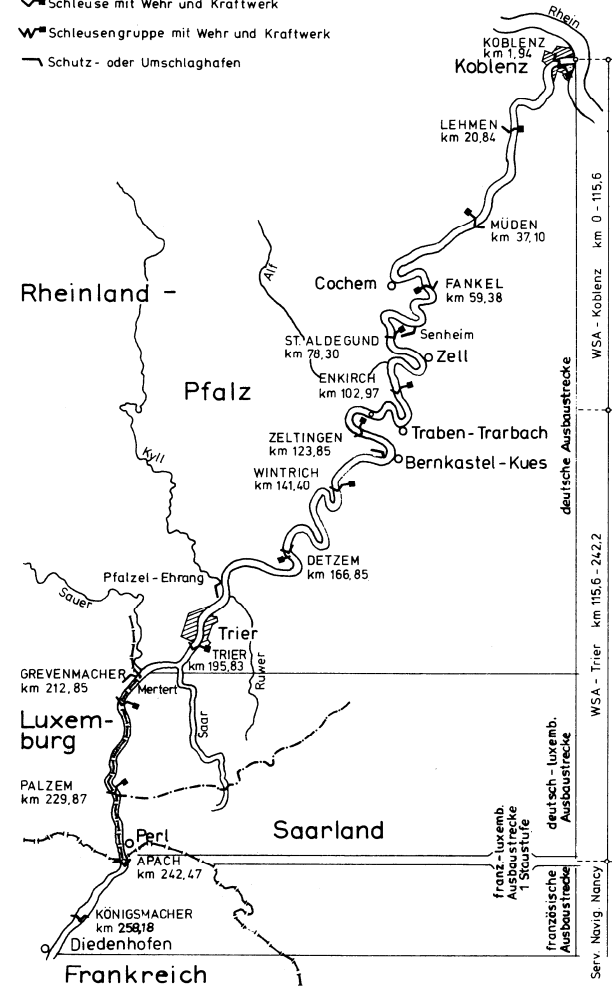 Schleuse mit Wehr und Kraftwerk
Schleusengruppe mit Wehr und Kraftwerk
Schutz- oder Umschlaghafen
Rhein
KOBLENZ
km 1,94
Koblenz
LEHMEN
km 20,84
MÜDEN
km 37,10
WSA-Koblenz km 0-115,6
Cochem
FANKEL
km 59,38
Alf
Rheinland-
Pfalz
ST. ALDEGUND
km 78,30
Senheim
Zell
ENKIRCH
km 102,97
Traben-Trarbach
ZELTINGEN
km 123,85
Bernkastel-Kues
WINTRICH
km 141,40
deutsche Ausbaustrecke
Kyll
DETZEM
km 166,85
Pfalzel-Ehrang
Sauer
Trier
TRIER
km 195,83
Ruwer
WSA-Trier km 115,6-242,2
GREVENMACHER
km 212,85
Mertert
Saar
Luxem-
burg
PALZEM
km 229,87
deutsch-luxemb.
Ausbaustrecke
Saarland
Perl
APACH
km 242,47
franz-luxemb.
Ausbaustrecke
1 Staustufe
französische
Ausbaustrecke
Serv. Navig. Nancy
KÖNIGSMACHER
km 258,18
Diedenhofen
Frankreich